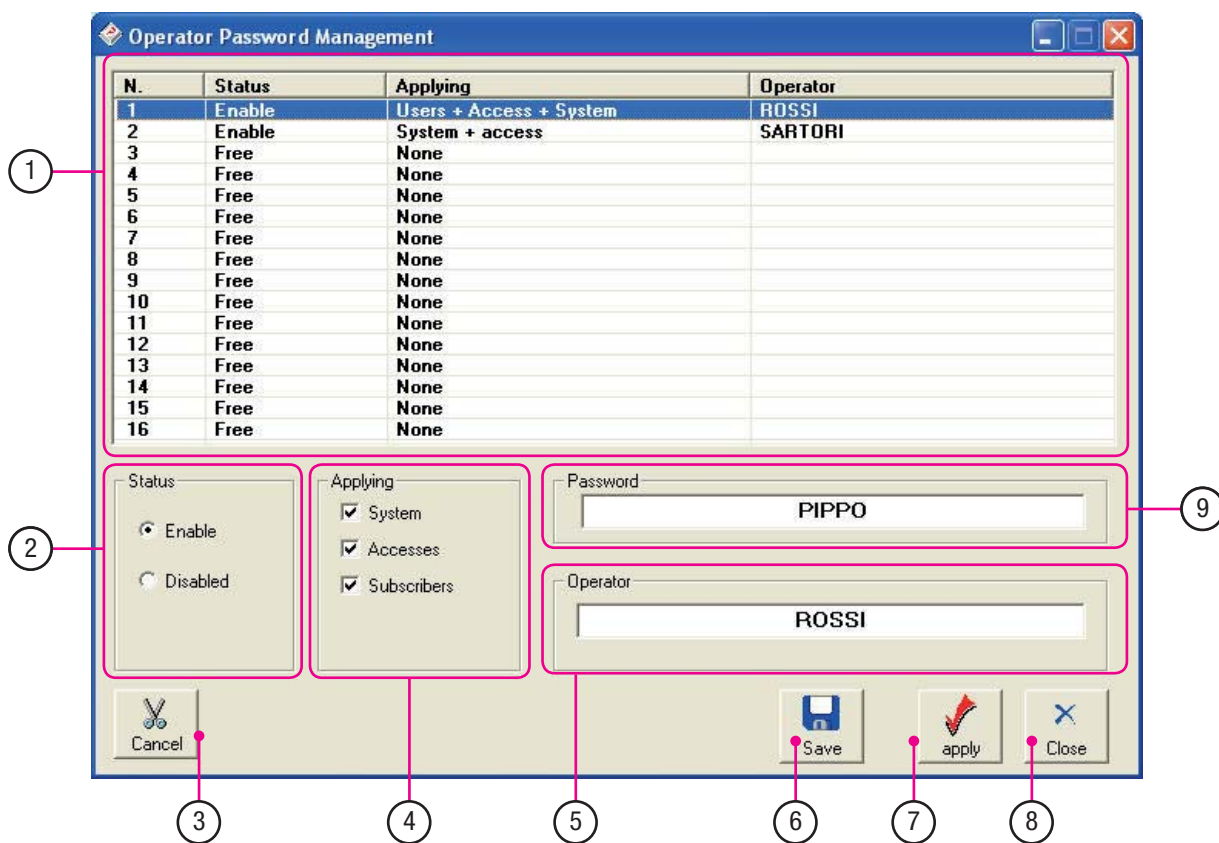 Operator Password Management
N. Status Applying Operator
1 Enable Users + Access + System ROSSI
2 Enable System + access SARTORI
3 Free None
4 Free None
5 Free None
6 Free None
7 Free None
8 Free None
9 Free None
10 Free None
11 Free None
12 Free None
13 Free None
14 Free None
15 Free None
16 Free None
1
Status
Enable
Disabled
2
Applying
System
Accesses
Subscribers
Password
PIPPO
9
Operator
ROSSI
Cancel
Save
apply
Close
3
4
5
6
7
8